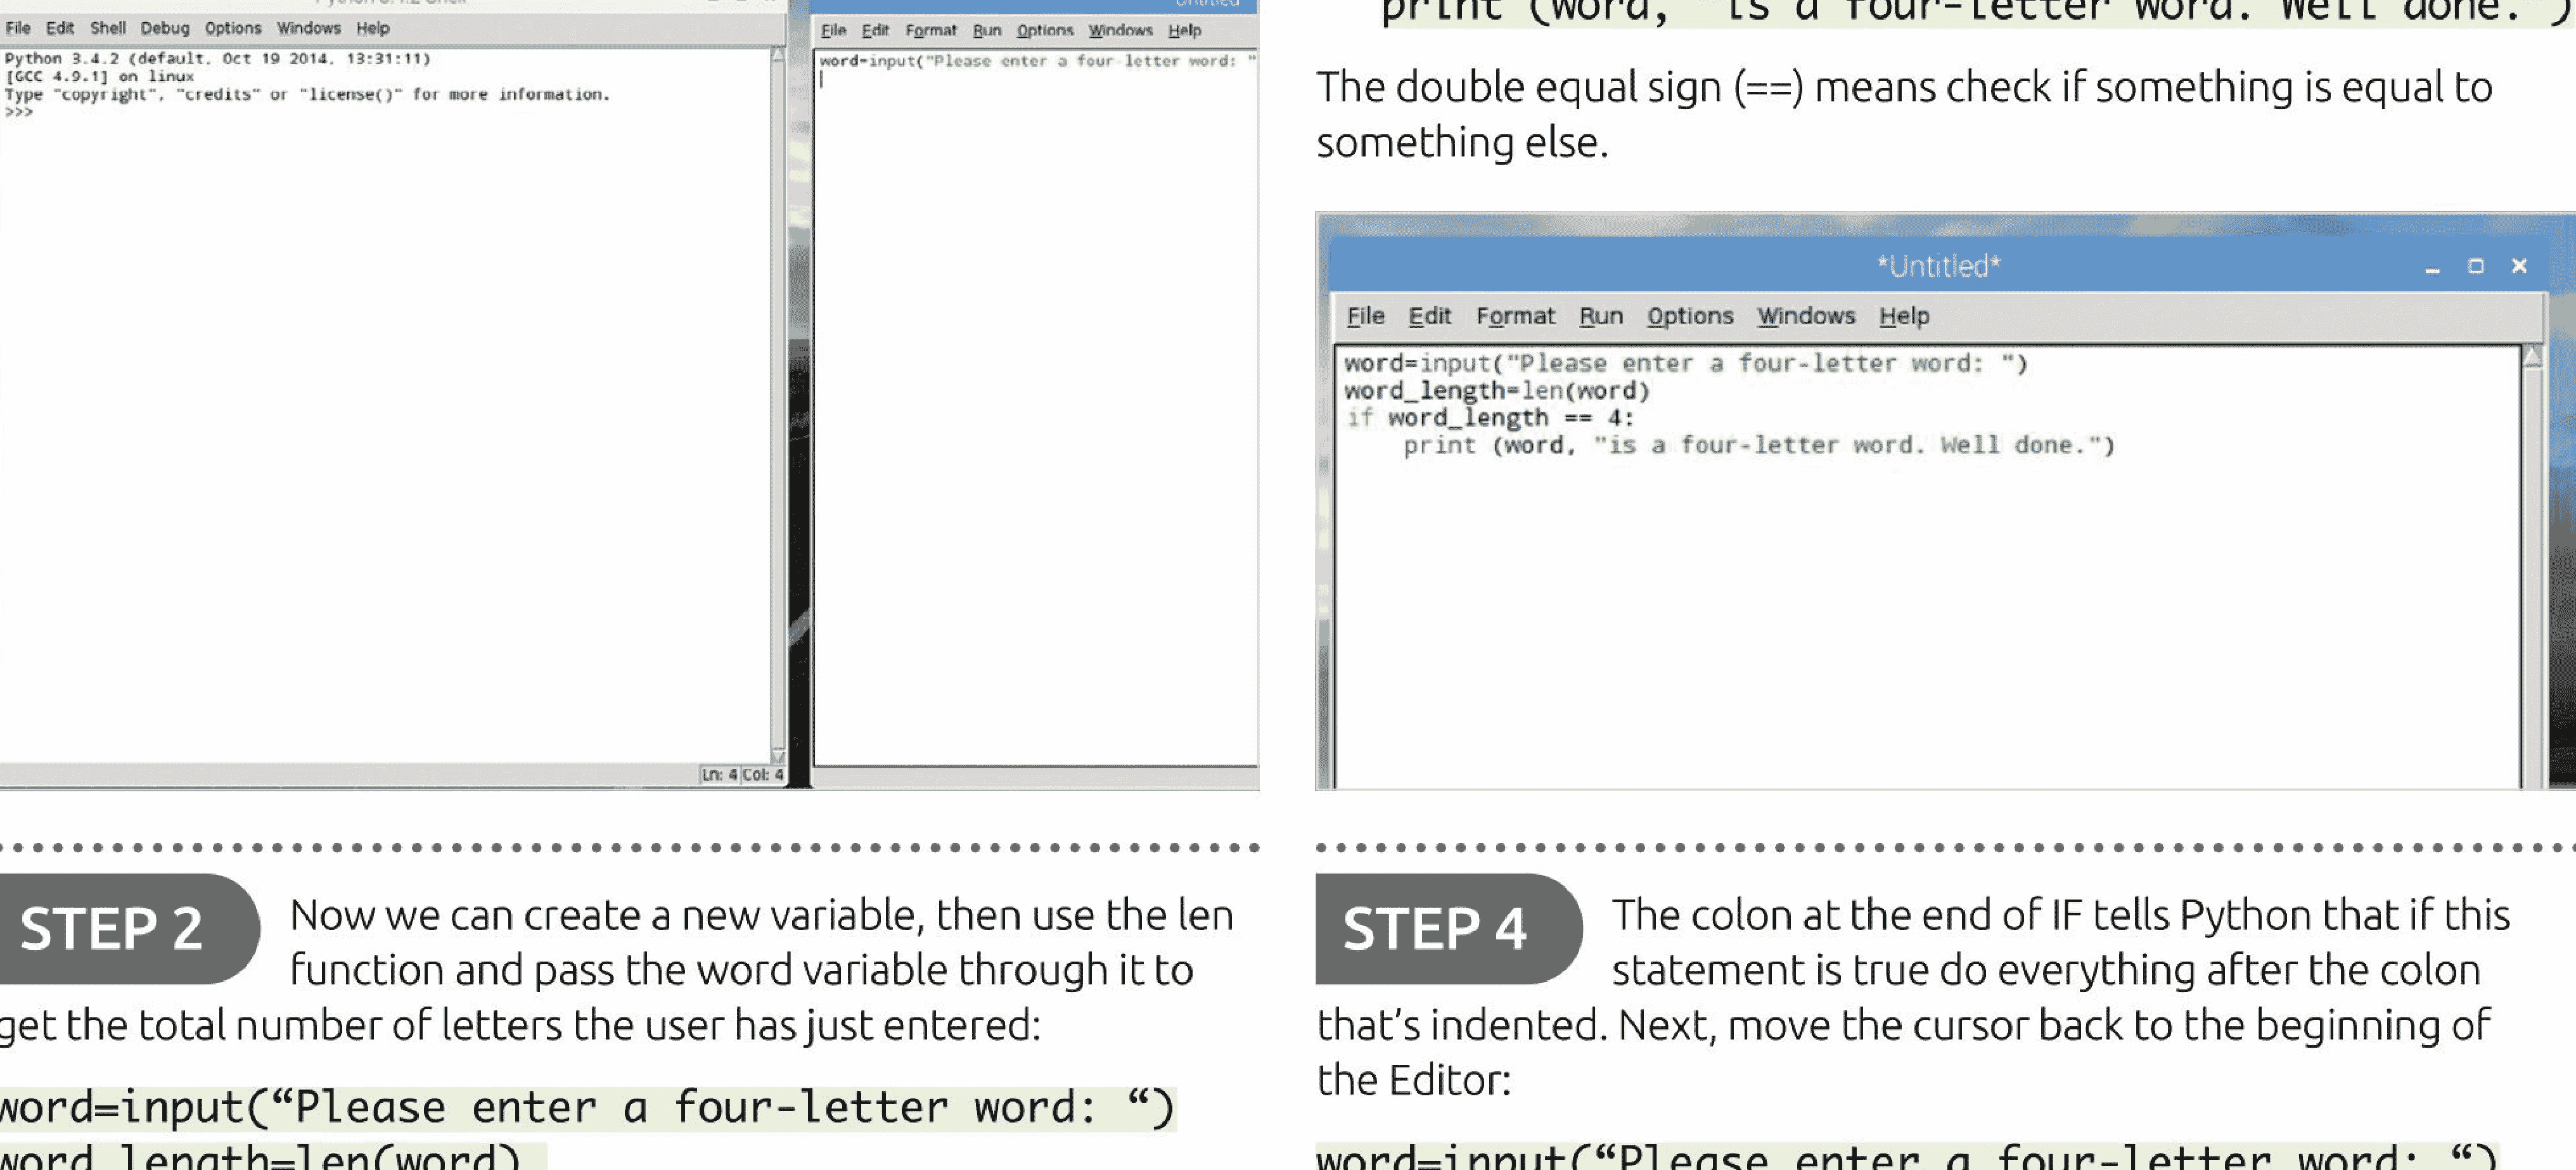 File Edit Shell Debug Options Windows Help
Python 3.4.2 (default, Oct 19 2014, 13:31:11)
[GCC 4.9.1] on linux
Type "copyright", "credits" or "license()" for more information.
>>>
Ln: 4 Col: 4
Untitled
File Edit Format Run Options Windows Help
word=input("Please enter a four-letter word: "
STEP 2 Now we can create a new variable, then use the len
function and pass the word variable through it to
get the total number of letters the user has just entered:
word=input(“Please enter a four-letter word: “)
word_length=len(word)
print (word, "is a four-letter word. Well done.")
The double equal sign (==) means check if something is equal to
something else.
*Untitled*
File Edit Format Run Options Windows Help
word=input("Please enter a four-letter word: ")
word_length=len(word)
if word_length == 4:
print (word, "is a four-letter word. Well done.")
STEP 4 The colon at the end of IF tells Python that if this
statement is true do everything after the colon
that’s indented. Next, move the cursor back to the beginning of
the Editor:
word=input(“Please enter a four-letter word: “)